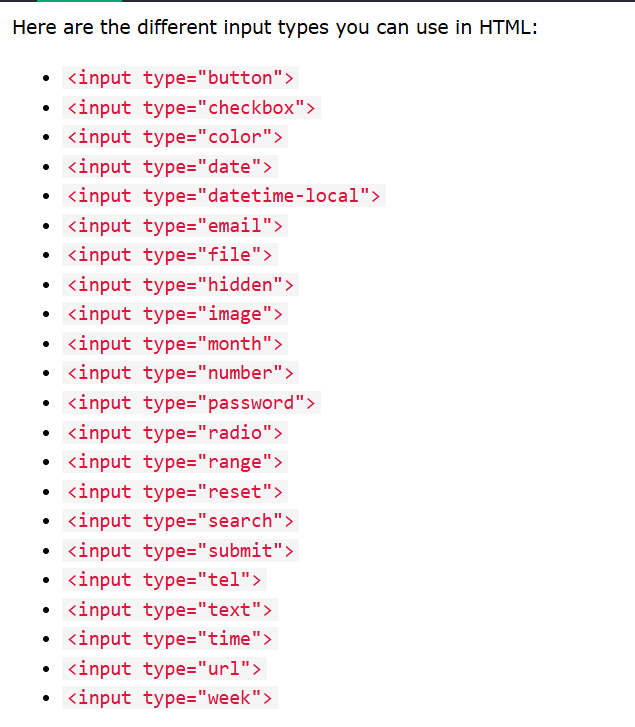 Here are the different input types you can use in HTML:
<input type="button">
<input type="checkbox">
<input type="color">
<input type="date">
<input type="datetime-local">
<input type="email">
<input type="file">
<input type="hidden">
<input type="image">
<input type="month">
<input type="number">
<input type="password">
<input type="radio">
<input type="range">
<input type="reset">
<input type="search">
<input type="submit">
<input type="tel">
<input type="text">
<input type="time">
<input type="url">
<input type="week">